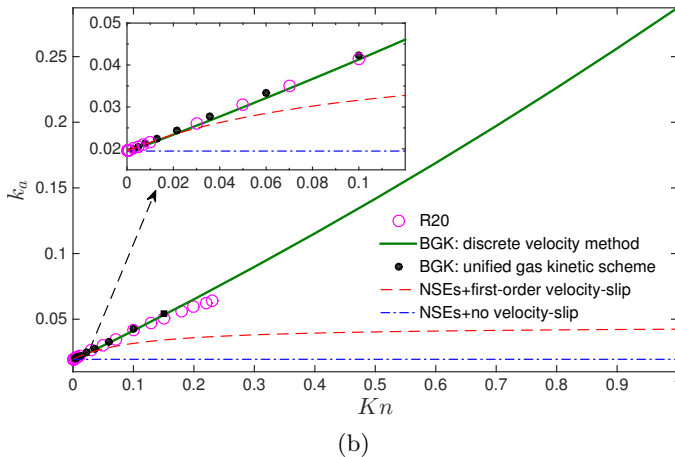 0.05
0.04
0.03
0.02
0 0.02 0.04 0.06 0.08 0.1
0.25
0.2
0.15
0.1
0.05
k_a
R20
BGK: discrete velocity method
BGK: unified gas kinetic scheme
NSEs+first-order velocity-slip
NSEs+no velocity-slip
0 0.1 0.2 0.3 0.4 0.5 0.6 0.7 0.8 0.9 1
Kn
(b)